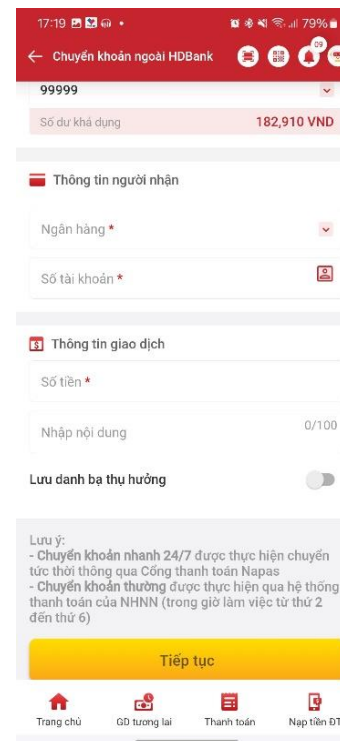 17:19
79%
Chuyển khoản ngoài HDBank
09
99999
Số dư khả dụng 182,910 VND
Thông tin người nhận
Ngân hàng *
Số tài khoản *
Thông tin giao dịch
Số tiền *
Nhập nội dung 0/100
Lưu danh bạ thụ hưởng
Lưu ý:
- Chuyển khoản nhanh 24/7 được thực hiện chuyển
tức thời thông qua Cổng thanh toán Napas
- Chuyển khoản thường được thực hiện qua hệ thống
thanh toán của NHNN (trong giờ làm việc từ thứ 2
đến thứ 6)
Tiếp tục
Trang chủ GD tương lai Thanh toán Nạp tiền ĐT